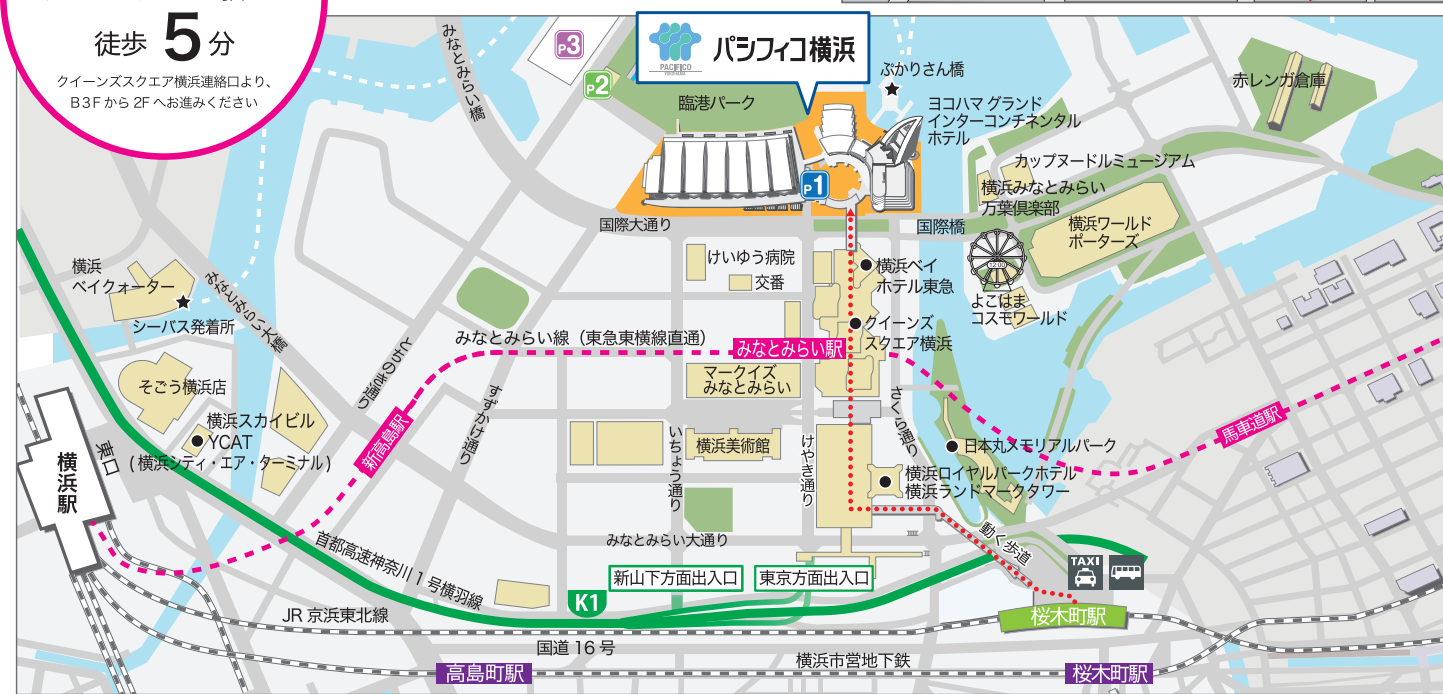 徒歩 5 分
クイーンズスクエア横浜連絡口より、
B3Fから2Fへお進みください
みなとみらい橋
P3
P2
PACIFICO
YOKOHAMA
パシフィコ横浜
臨港パーク
ぷかりさん橋
ヨコハマ グランド
インターコンチネンタル
ホテル
赤レンガ倉庫
カップヌードルミュージアム
横浜みなとみらい
万葉倶楽部
横浜ワールド
ポーターズ
P1
国際大通り
国際橋
横浜
ベイクォーター
シーバス発着所
みなとみらい大橋
けいゆう病院
交番
横浜ベイ
ホテル東急
よこはま
コスモワールド
クイーンズ
スクエア横浜
みなとみらい線（東急東横線直通）
みなとみらい駅
とちのき通り
そごう横浜店
マークイズ
みなとみらい
すずかけ通り
さくら通り
新高島駅
馬車道駅
横浜スカイビル
YCAT
(横浜シティ・エア・ターミナル)
東口
横浜駅
いちょう通り
横浜美術館
けやき通り
日本丸メモリアルパーク
横浜ロイヤルパークホテル
横浜ランドマークタワー
みなとみらい大通り
動く歩道
首都高速神奈川1号横羽線
新山下方面出入口
東京方面出入口
TAXI
K1
JR 京浜東北線
桜木町駅
国道16号
高島町駅
横浜市営地下鉄
桜木町駅